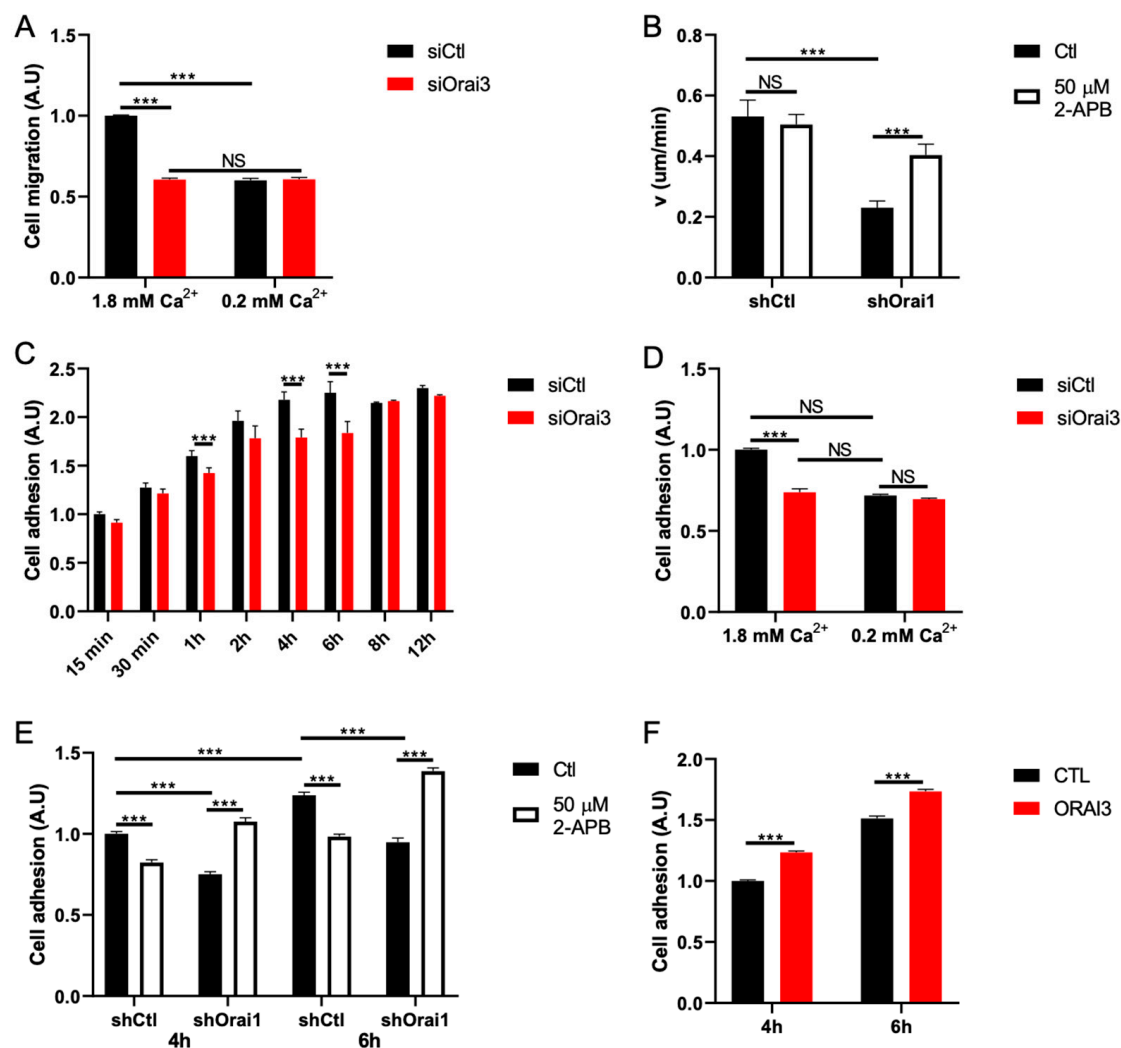 A
Cell migration (A.U)
1.5
1.0
0.5
0.0
***
***
NS
1.8 mM Ca²⁺
0.2 mM Ca²⁺
siCtl
siOrai3
B
v (um/min)
0.8
0.6
0.4
0.2
0.0
***
NS
***
shCtl
shOrai1
Ctl
50 μM
2-APB
C
Cell adhesion (A.U)
2.5
2.0
1.5
1.0
0.5
0.0
***
***
***
15 min
30 min
1h
2h
4h
6h
8h
12h
siCtl
siOrai3
D
Cell adhesion (A.U)
1.5
1.0
0.5
0.0
NS
***
NS
NS
1.8 mM Ca²⁺
0.2 mM Ca²⁺
siCtl
siOrai3
E
Cell adhesion (A.U)
1.5
1.0
0.5
0.0
***
***
***
***
***
***
***
shCtl
shOrai1
shCtl
shOrai1
4h
6h
Ctl
50 μM
2-APB
F
Cell adhesion (A.U)
2.0
1.5
1.0
0.5
0.0
***
***
4h
6h
CTL
ORAI3